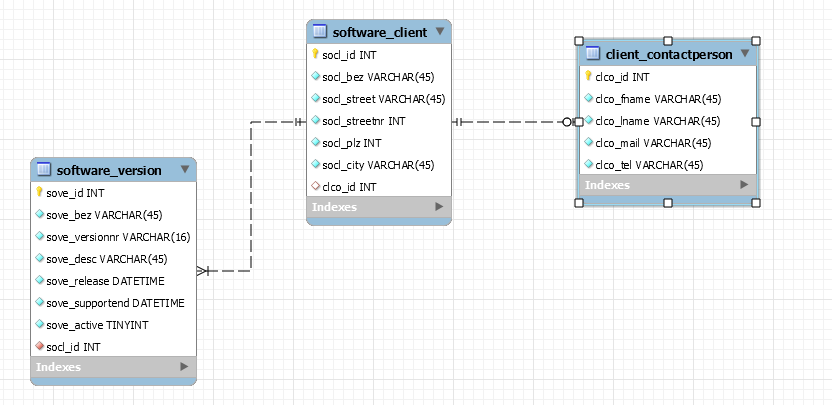 software_client
socl_id INT
socl_bez VARCHAR(45)
socl_street VARCHAR(45)
socl_streetnr INT
socl_plz INT
socl_city VARCHAR(45)
clco_id INT
Indexes
client_contactperson
clco_id INT
clco_fname VARCHAR(45)
clco_lname VARCHAR(45)
clco_mail VARCHAR(45)
clco_tel VARCHAR(45)
Indexes
software_version
sove_id INT
sove_bez VARCHAR(45)
sove_versionnr VARCHAR(16)
sove_desc VARCHAR(45)
sove_release DATETIME
sove_supportend DATETIME
sove_active TINYINT
socl_id INT
Indexes